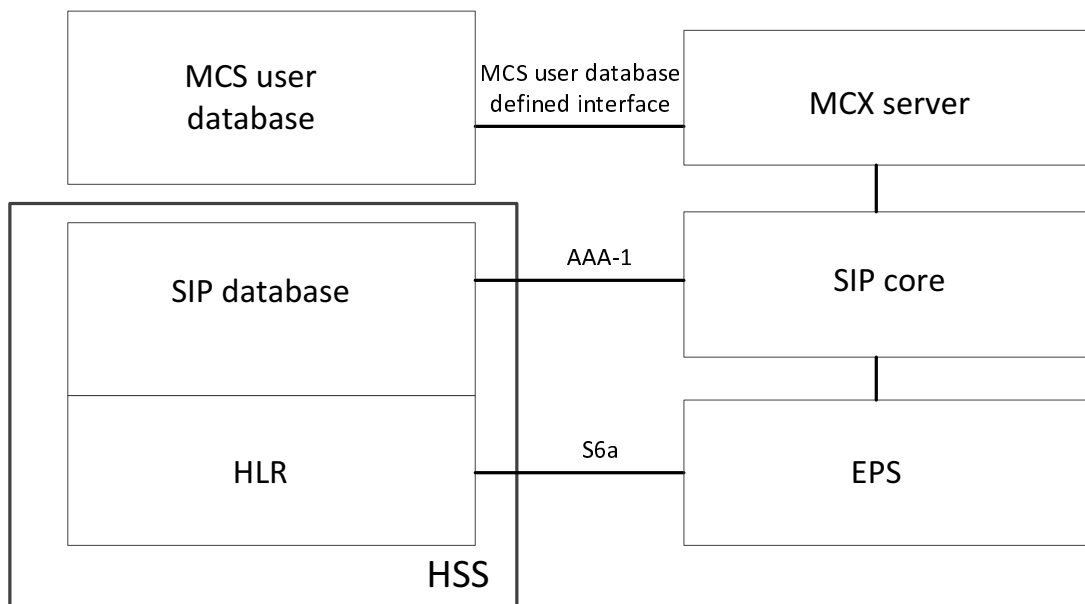 MCS user
database
MCS user database
defined interface
MCX server
SIP database
AAA-1
SIP core
HLR
S6a
EPS
HSS